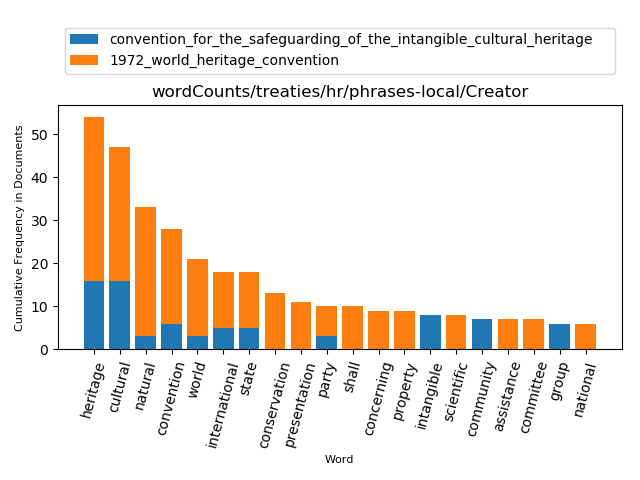 convention_for_the_safeguarding_of_the_intangible_cultural_heritage
1972_world_heritage_convention
wordCounts/treaties/hr/phrases-local/Creator
Cumulative Frequency in Documents
50
40
30
20
10
0
heritage
cultural
natural
convention
world
international
state
conservation
presentation
party
shall
concerning
property
intangible
scientific
community
assistance
committee
group
national
Word